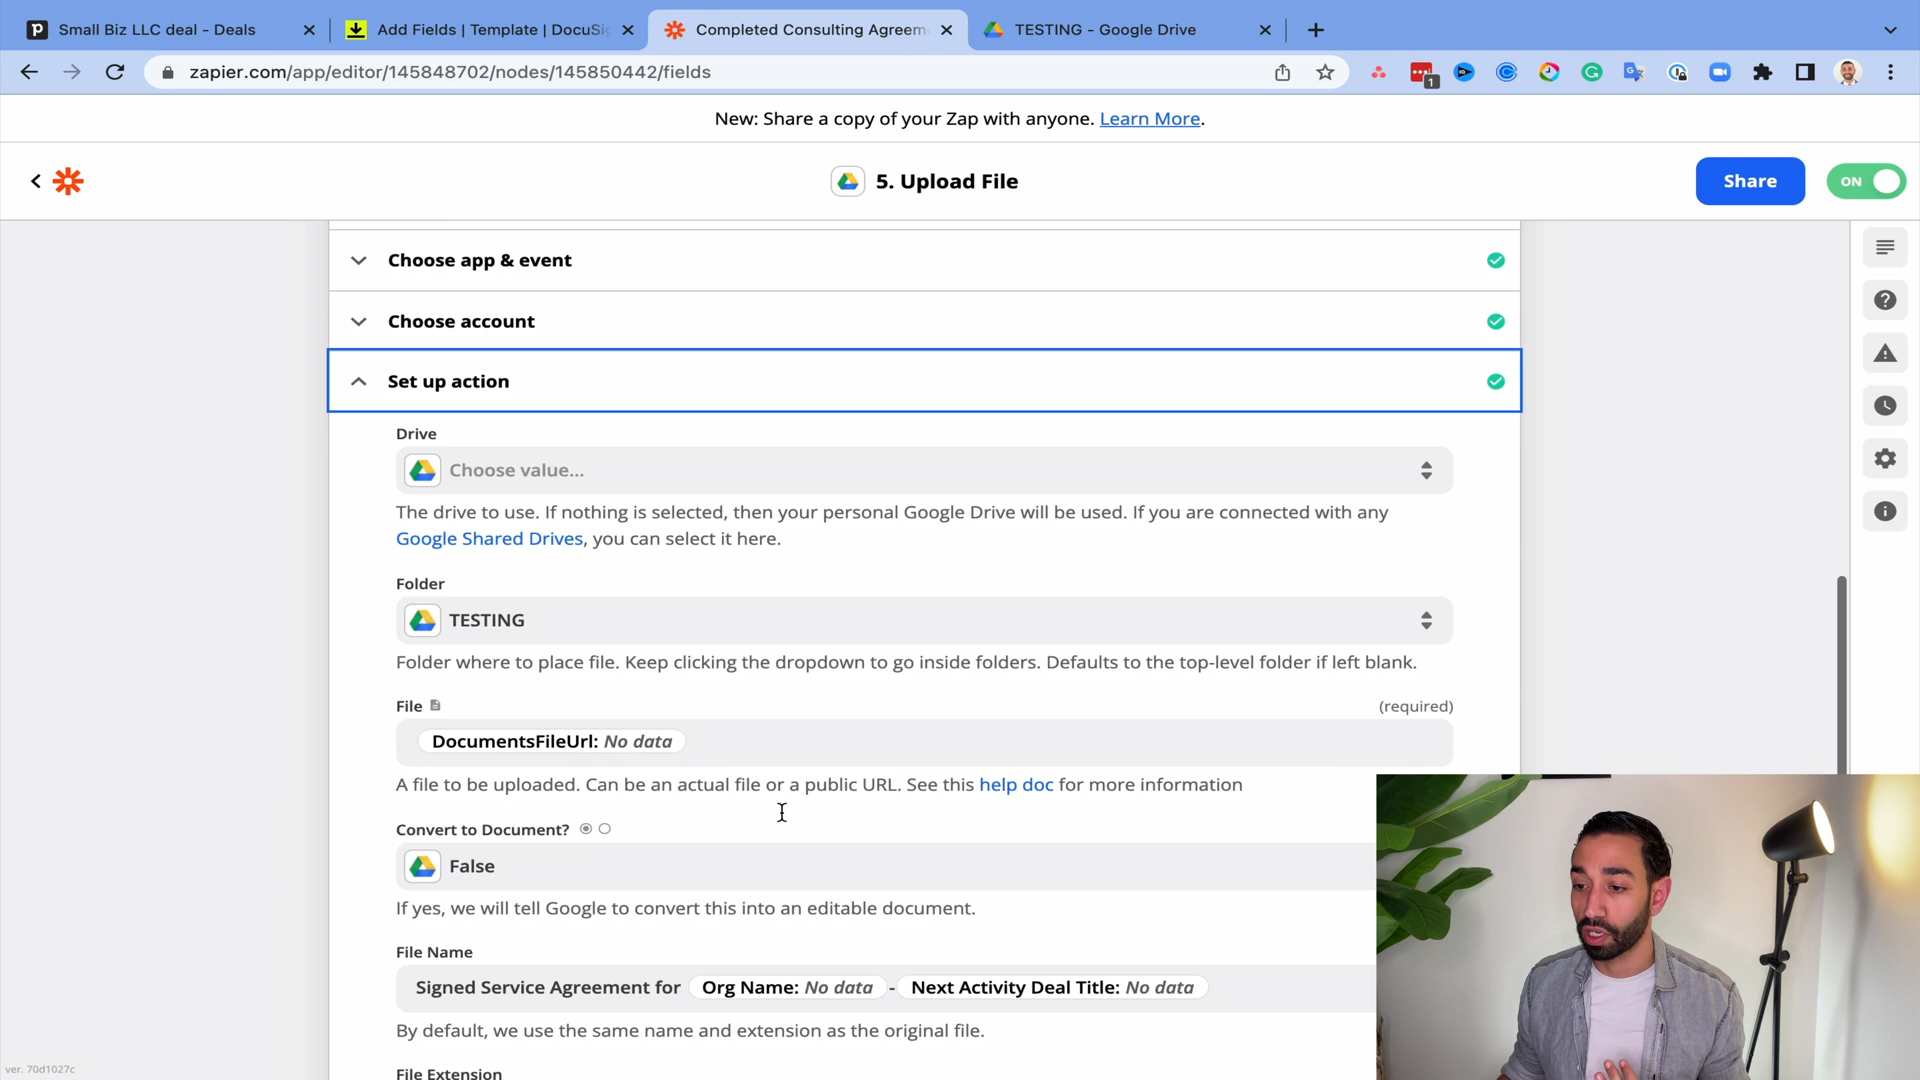 Small Biz LLC deal - Deals
Add Fields | Template | DocuSig
Completed Consulting Agreem
TESTING - Google Drive
zapier.com/app/editor/145848702/nodes/145850442/fields
1
New: Share a copy of your Zap with anyone. Learn More.
5. Upload File
Share
ON
Choose app & event
Choose account
Set up action
Drive
Choose value...
The drive to use. If nothing is selected, then your personal Google Drive will be used. If you are connected with any
Google Shared Drives, you can select it here.
Folder
TESTING
Folder where to place file. Keep clicking the dropdown to go inside folders. Defaults to the top-level folder if left blank.
File
(required)
DocumentsFileUrl: No data
A file to be uploaded. Can be an actual file or a public URL. See this help doc for more information
Convert to Document?
False
If yes, we will tell Google to convert this into an editable document.
File Name
Signed Service Agreement for Org Name: No data - Next Activity Deal Title: No data
By default, we use the same name and extension as the original file.
File Extension
ver. 70d1027c